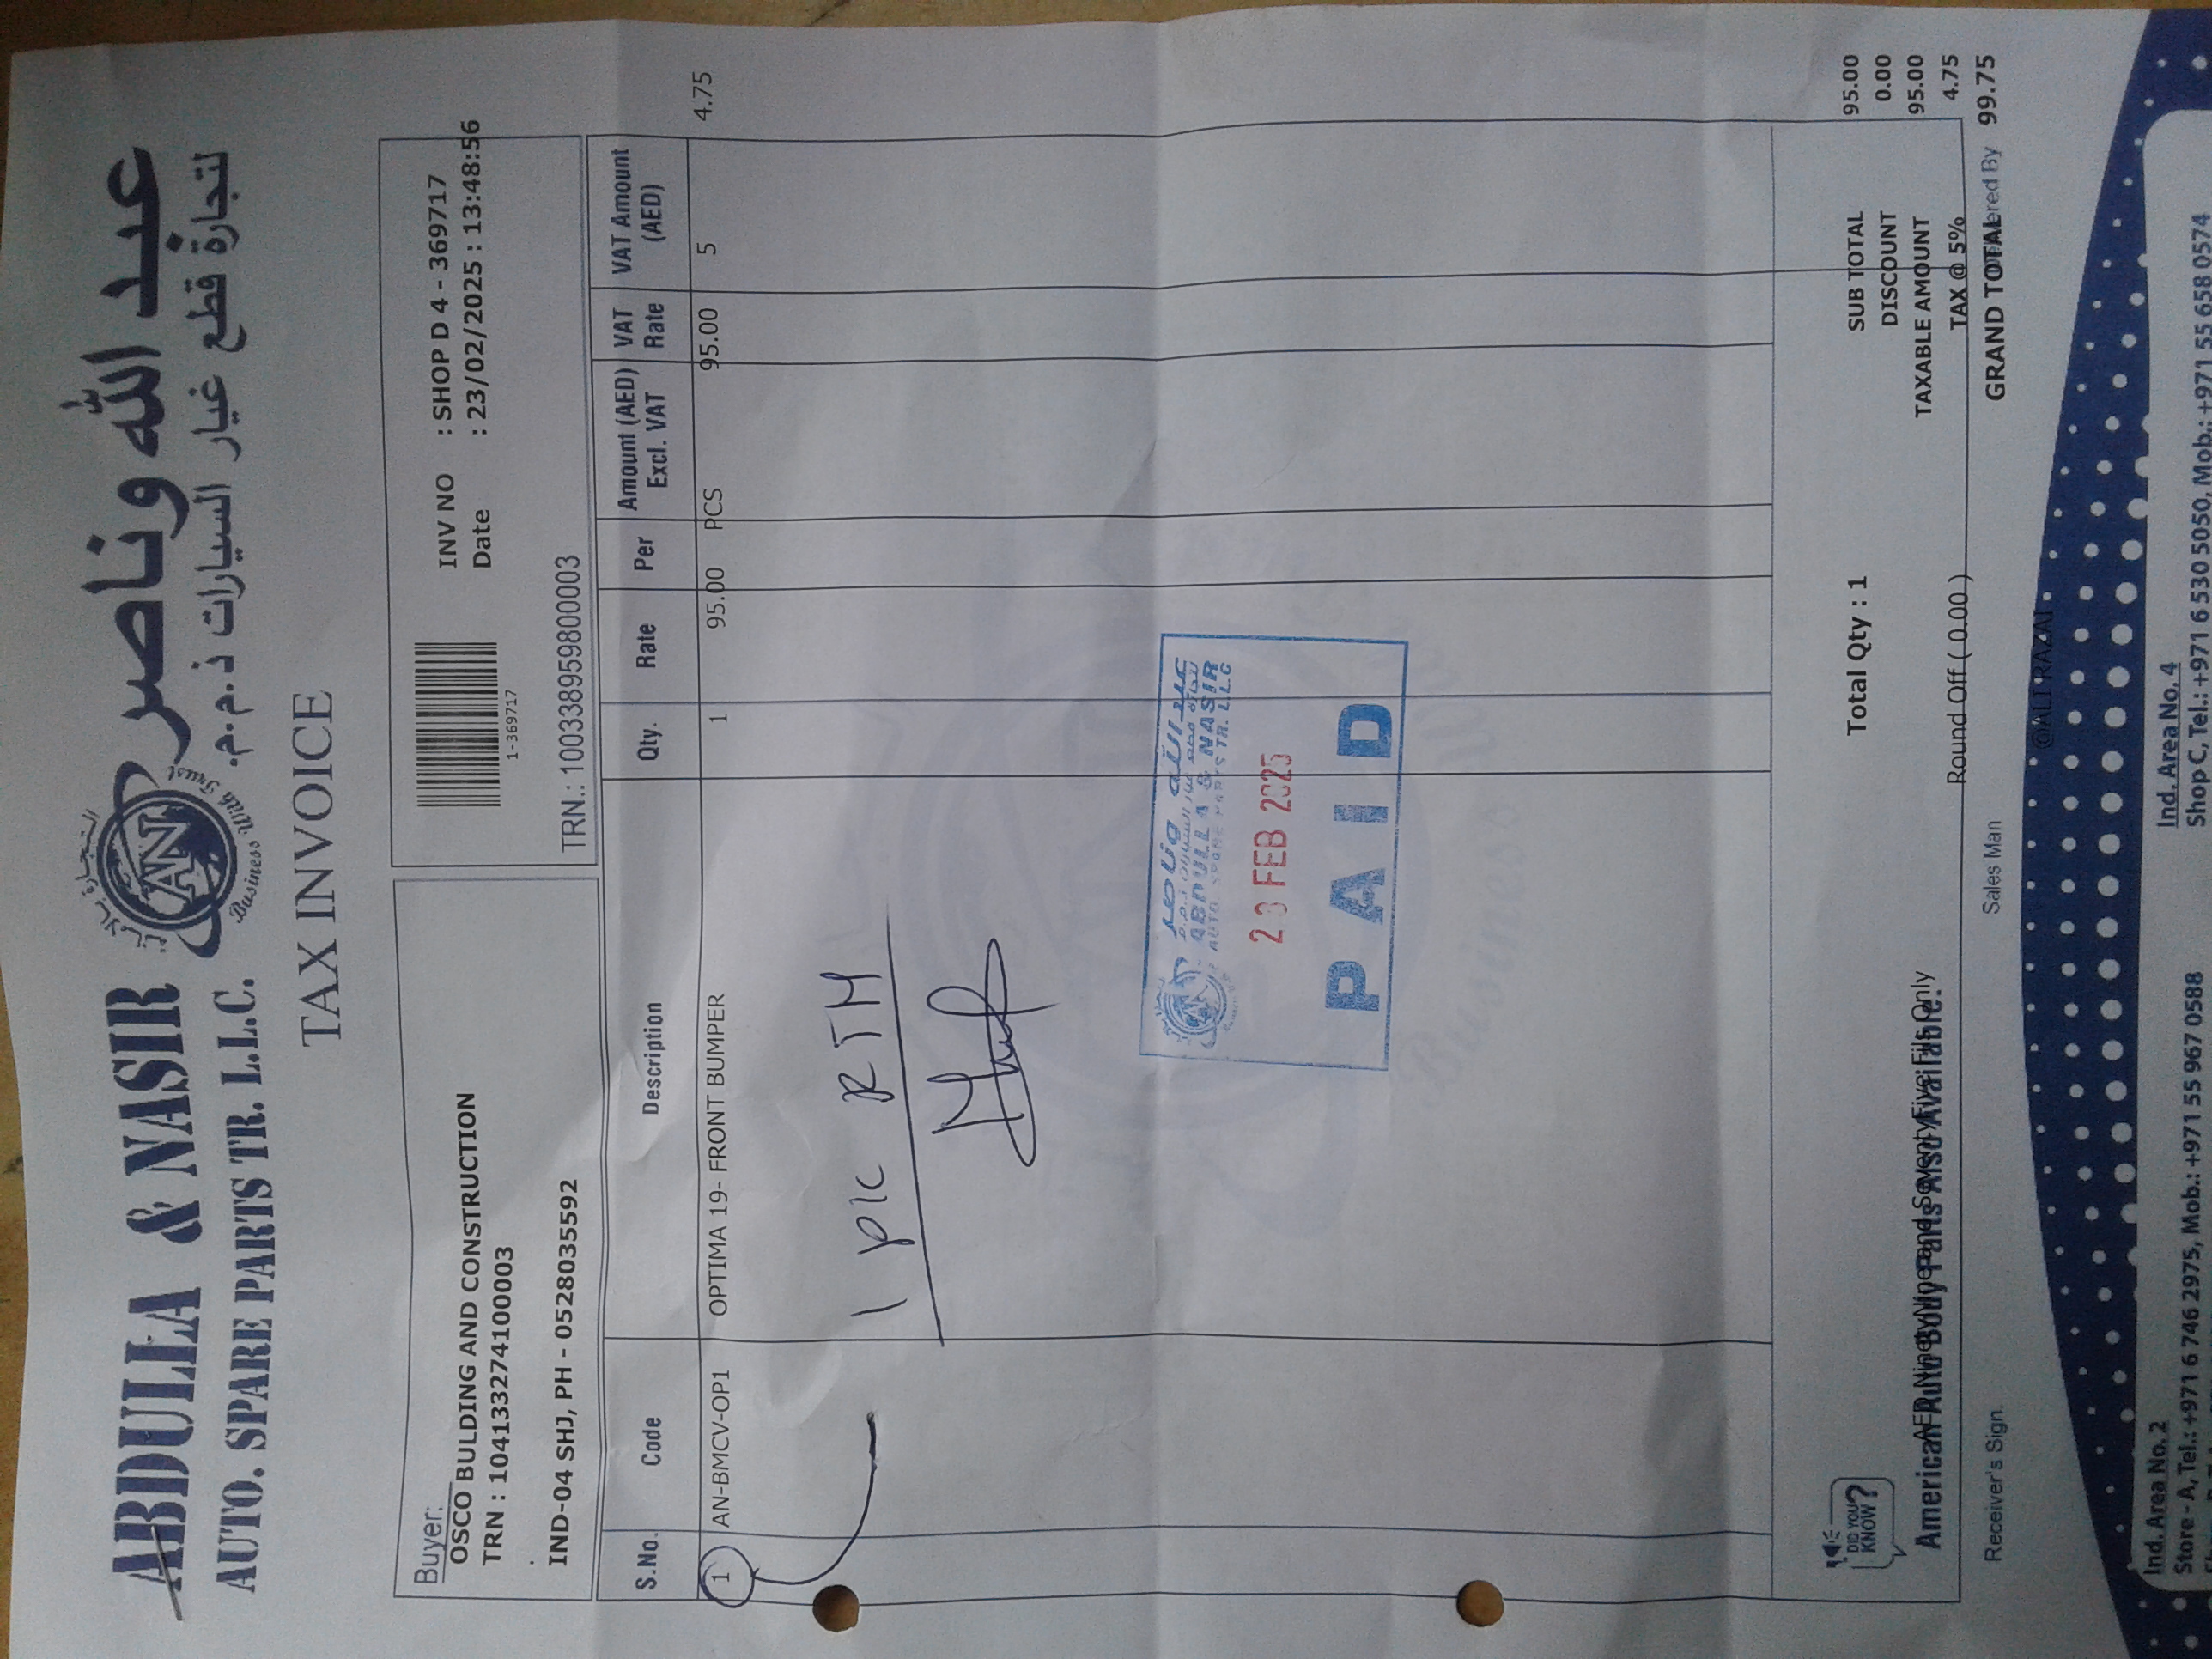 ABDULLA & NASIR عبد الله وناصر
AUTO. SPARE PARTS TR. L.L.C. لتجارة قطع غيار السيارات ذ.م.م.
AN
Business With Trust
TAX INVOICE
Buyer:
OSCO BULDING AND CONSTRUCTION
TRN : 104133274100003
.
IND-04 SHJ, PH - 0528035592
1-369717
INV NO : SHOP D 4 - 369717
Date : 23/02/2025 : 13:48:56
TRN.: 100338959800003
S.No. Code Description Qty. Rate Per Amount (AED) Excl. VAT VAT Rate VAT Amount (AED)
1 AN-BMCV-OP1 OPTIMA 19- FRONT BUMPER 1 95.00 PCS 95.00 5 4.75
1 pic RTM
عبدالله وناصر
ABDULLA & NASIR
AUTO. SPARE PARTS TR. L.L.C
23 FEB 2025
PAID
Business With
DID YOU KNOW?
Total Qty : 1
SUB TOTAL 95.00
DISCOUNT 0.00
TAXABLE AMOUNT 95.00
TAX @ 5% 4.75
GRAND TOTAL 99.75
AED Ninety Nine and Seventy Five Fils Only
American Auto Body Parts Also Available.
Round Off ( 0.00 )
Receiver's Sign. Sales Man By
@ALI RAZA
Ind. Area No. 2
Store - A, Tel.: +971 6 746 2975, Mob.: +971 55 967 0588
Ind. Area No. 4
Shop C, Tel.: +971 6 530 5050, Mob.: +971 55 658 0574